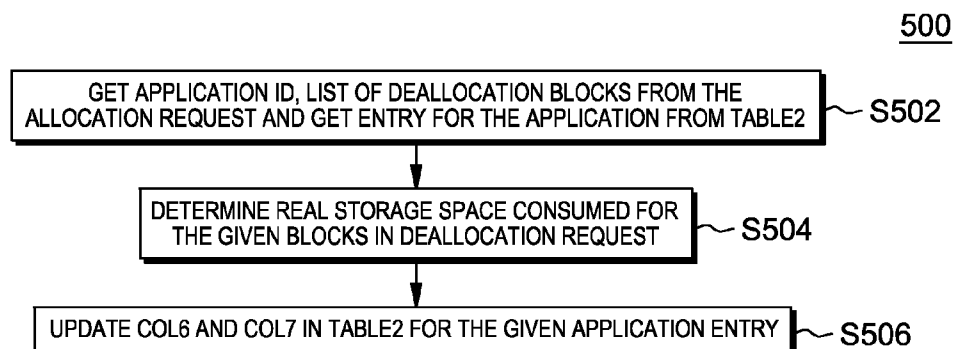 500
GET APPLICATION ID, LIST OF DEALLOCATION BLOCKS FROM THE
ALLOCATION REQUEST AND GET ENTRY FOR THE APPLICATION FROM TABLE2
S502
DETERMINE REAL STORAGE SPACE CONSUMED FOR
THE GIVEN BLOCKS IN DEALLOCATION REQUEST
S504
UPDATE COL6 AND COL7 IN TABLE2 FOR THE GIVEN APPLICATION ENTRY
S506